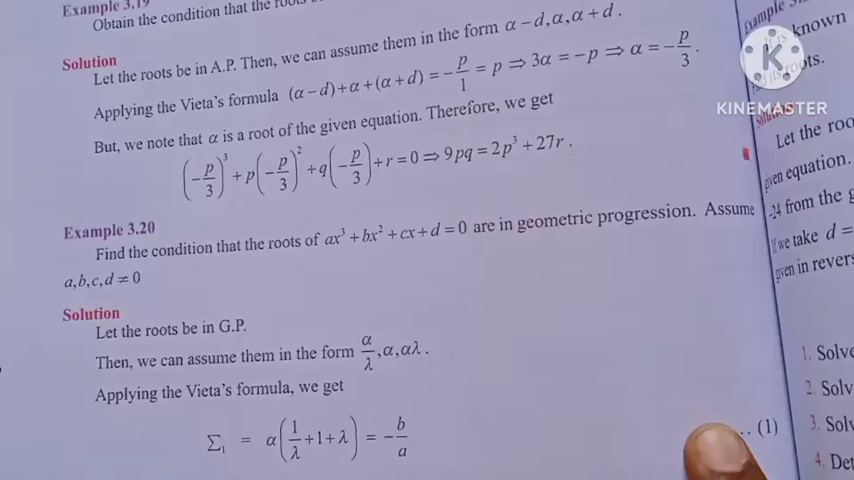 Example 3.19
Obtain the condition that the roots of
Solution
Let the roots be in A.P. Then, we can assume them in the form α − d, α, α + d .
Applying the Vieta's formula (α − d) + α + (α + d) = −p/1 = p ⇒ 3α = −p ⇒ α = −p/3 .
But, we note that α is a root of the given equation. Therefore, we get
(−p/3)³ + p(−p/3)² + q(−p/3) + r = 0 ⇒ 9pq = 2p³ + 27r .
Example 3.20
Find the condition that the roots of ax³ + bx² + cx + d = 0 are in geometric progression. Assume
a, b, c, d ≠ 0
Solution
Let the roots be in G.P.
Then, we can assume them in the form α/λ, α, αλ .
Applying the Vieta's formula, we get
Σ₁ = α(1/λ + 1 + λ) = −b/a
.. (1)
known
roots.
Let the roo
given equation.
-24 from the g
If we take d =
given in revers
1. Solve
2. Solv
3. Solv
4. Det
K
KINEMASTER